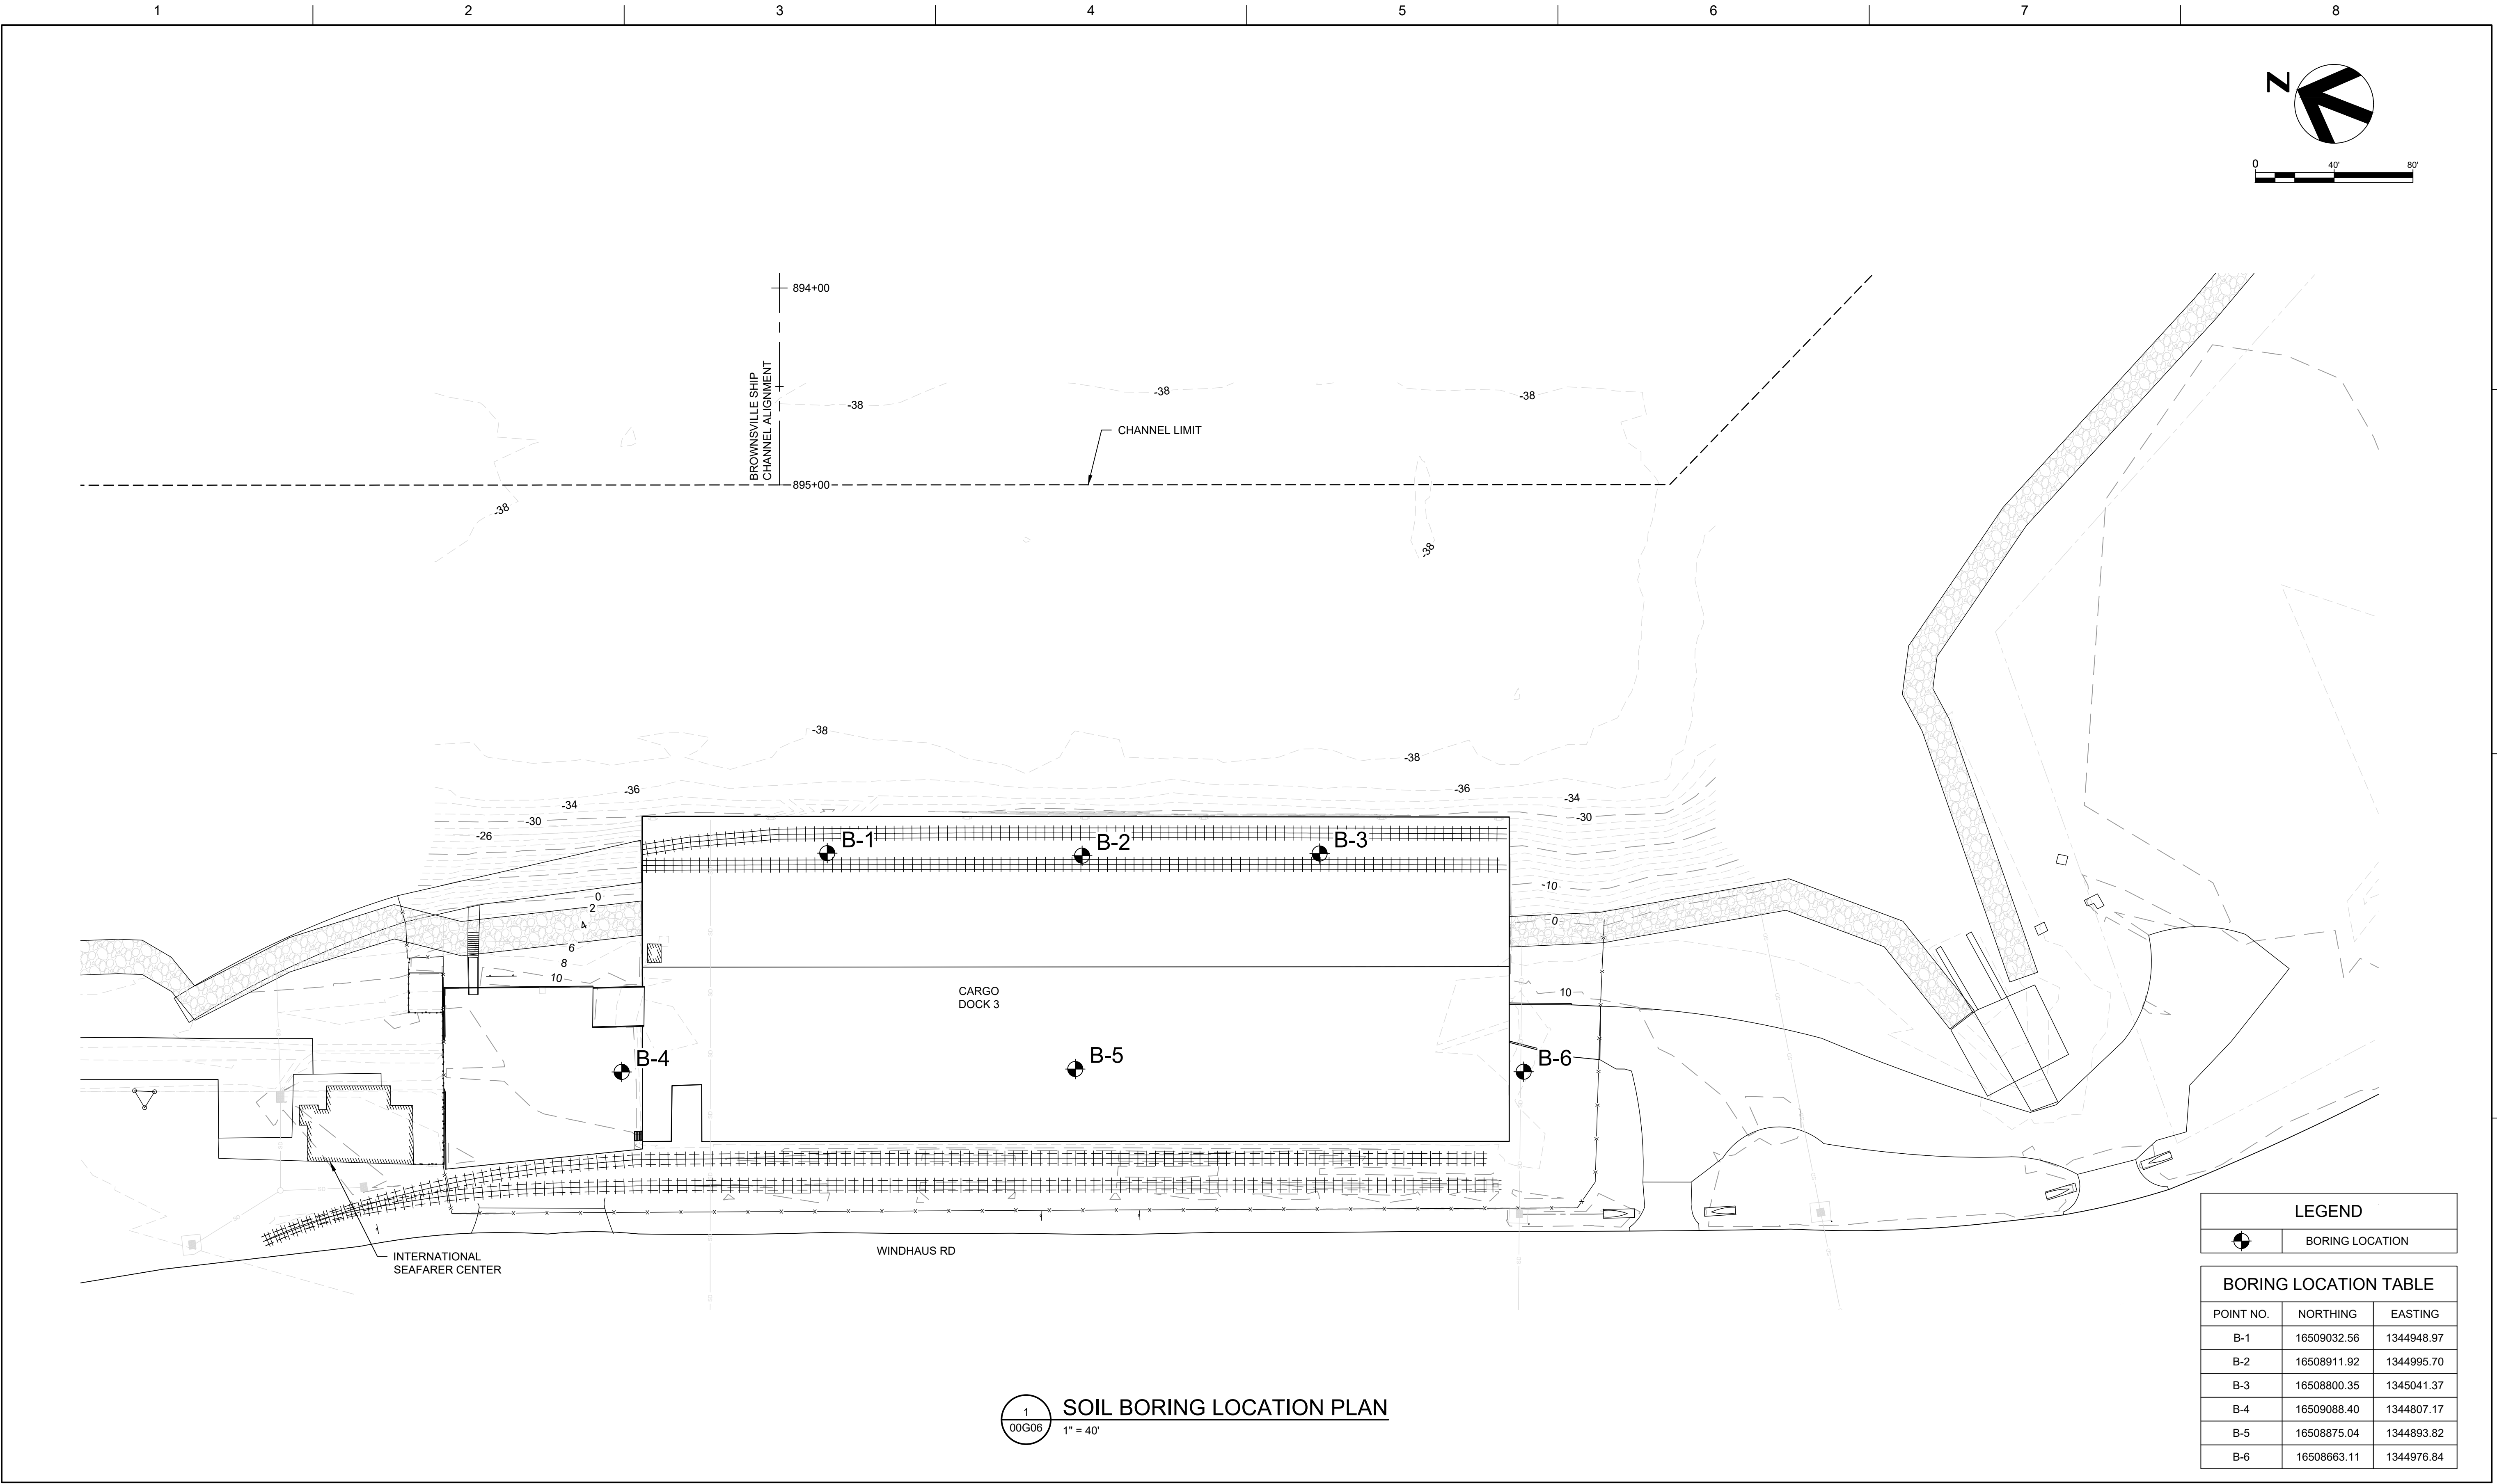 1 2 3 4 5 6 7 8
N
0 40' 80'
894+00
BROWNSVILLE SHIP
CHANNEL ALIGNMENT
-38
-38
-38
CHANNEL LIMIT
895+00
-38
-38
-38
-38
-36
-34
-30
-26
-36
-34
-30
B-1
B-2
B-3
-10
0
0
2
4
6
8
10
10
CARGO
DOCK 3
B-4
B-5
B-6
INTERNATIONAL
SEAFARER CENTER
WINDHAUS RD
LEGEND
BORING LOCATION
BORING LOCATION TABLE
POINT NO. NORTHING EASTING
B-1 16509032.56 1344948.97
B-2 16508911.92 1344995.70
B-3 16508800.35 1345041.37
B-4 16509088.40 1344807.17
B-5 16508875.04 1344893.82
B-6 16508663.11 1344976.84
1
00G06
SOIL BORING LOCATION PLAN
1" = 40'